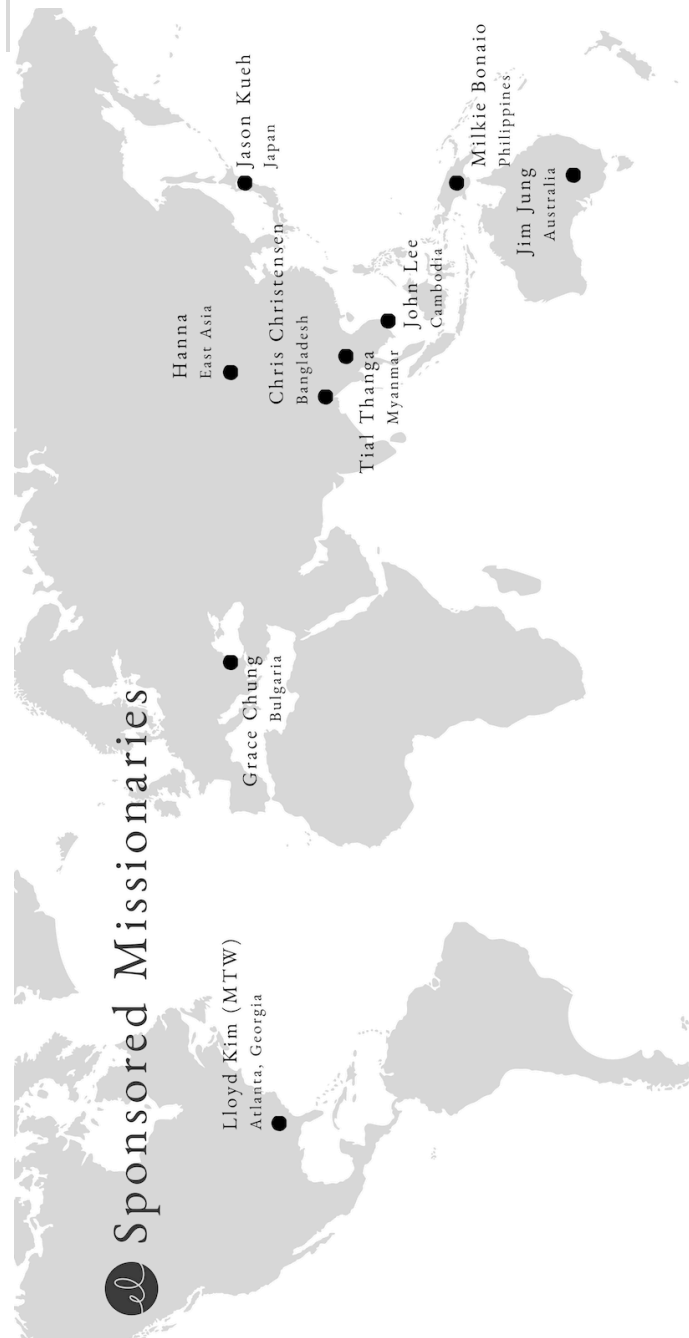 Sponsored Missionaries
Lloyd Kim (MTW)
Atlanta, Georgia
Grace Chung
Bulgaria
Hanna
East Asia
Chris Christensen
Bangladesh
Tial Thanga
Myanmar
John Lee
Cambodia
Jason Kueh
Japan
Milkie Bonaio
Philippines
Jim Jung
Australia